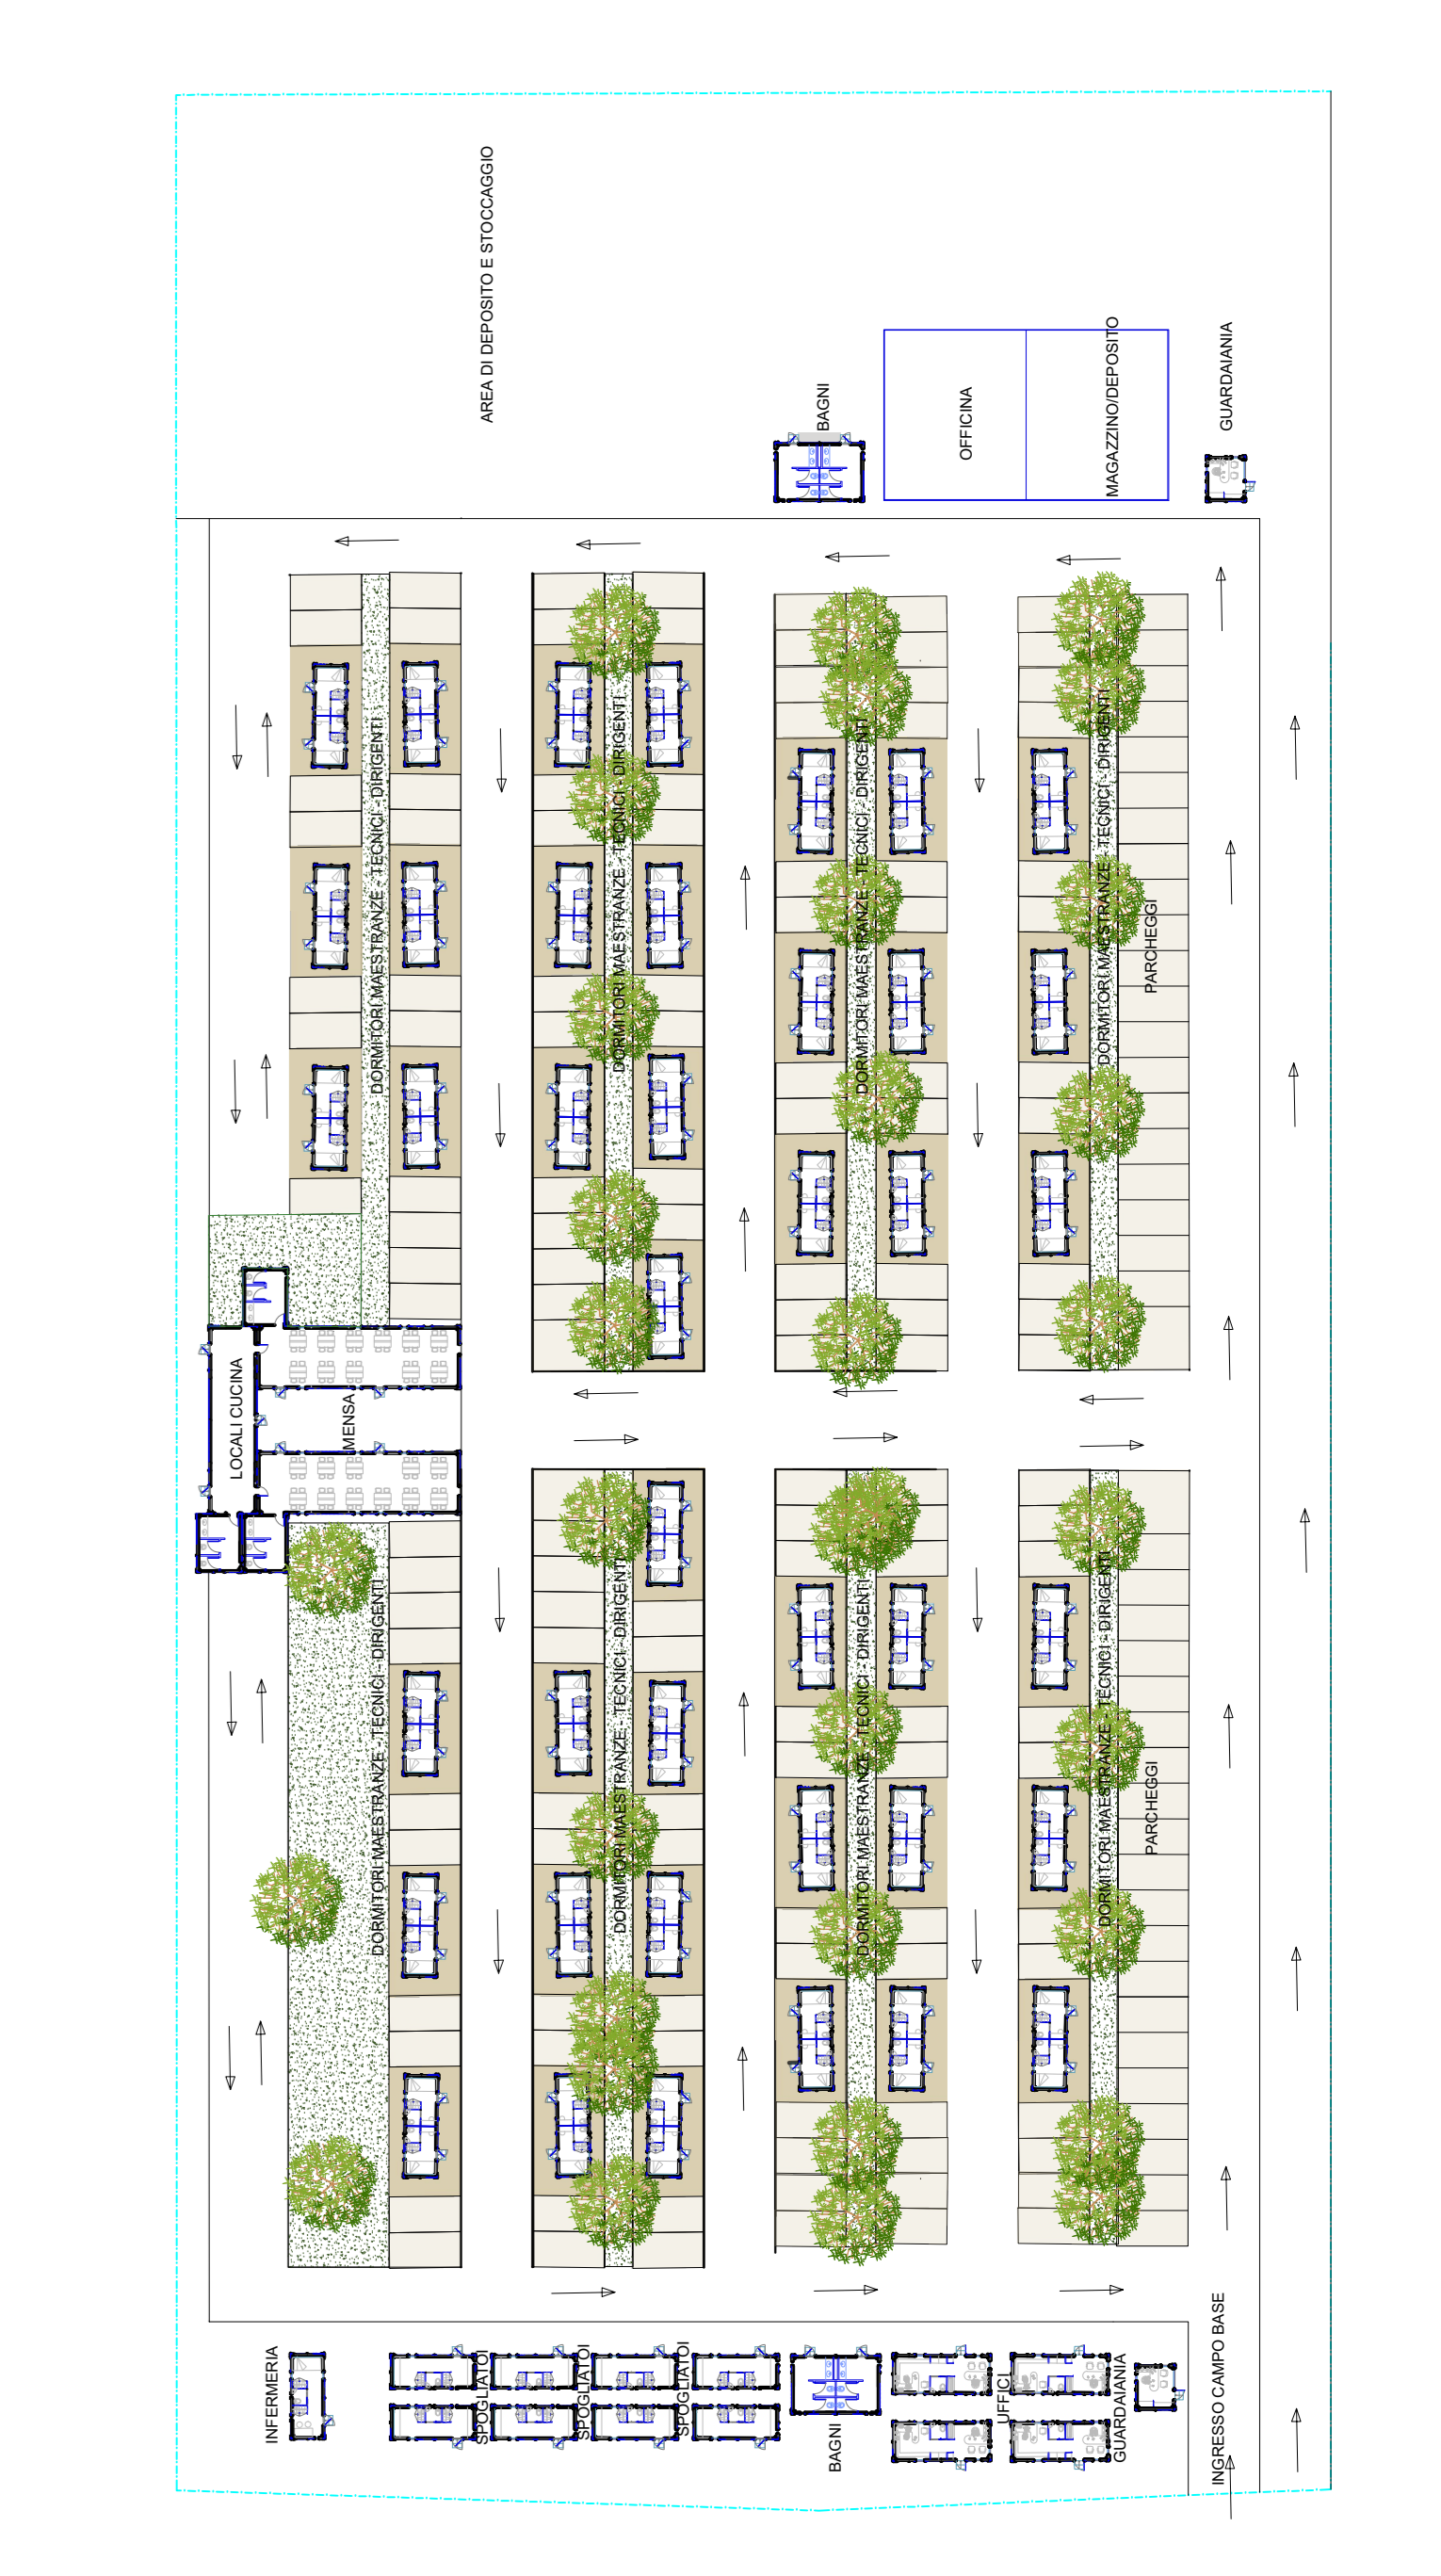 AREA DI DEPOSITO E STOCCAGGIO
BAGNI
OFFICINA
MAGAZZINO/DEPOSITO
GUARDAIANIA
DORMITORI MAESTRANZE - TECNICI - DIRIGENTI
DORMITORI MAESTRANZE - TECNICI - DIRIGENTI
DORMITORI MAESTRANZE - TECNICI - DIRIGENTI
DORMITORI MAESTRANZE - TECNICI - DIRIGENTI
PARCHEGGI
LOCALI CUCINA
MENSA
DORMITORI MAESTRANZE - TECNICI - DIRIGENTI
DORMITORI MAESTRANZE - TECNICI - DIRIGENTI
DORMITORI MAESTRANZE - TECNICI - DIRIGENTI
DORMITORI MAESTRANZE - TECNICI - DIRIGENTI
PARCHEGGI
INFERMERIA
SPOGLIATOI
SPOGLIATOI
SPOGLIATOI
BAGNI
UFFICI
GUARDAIANIA
INGRESSO CAMPO BASE